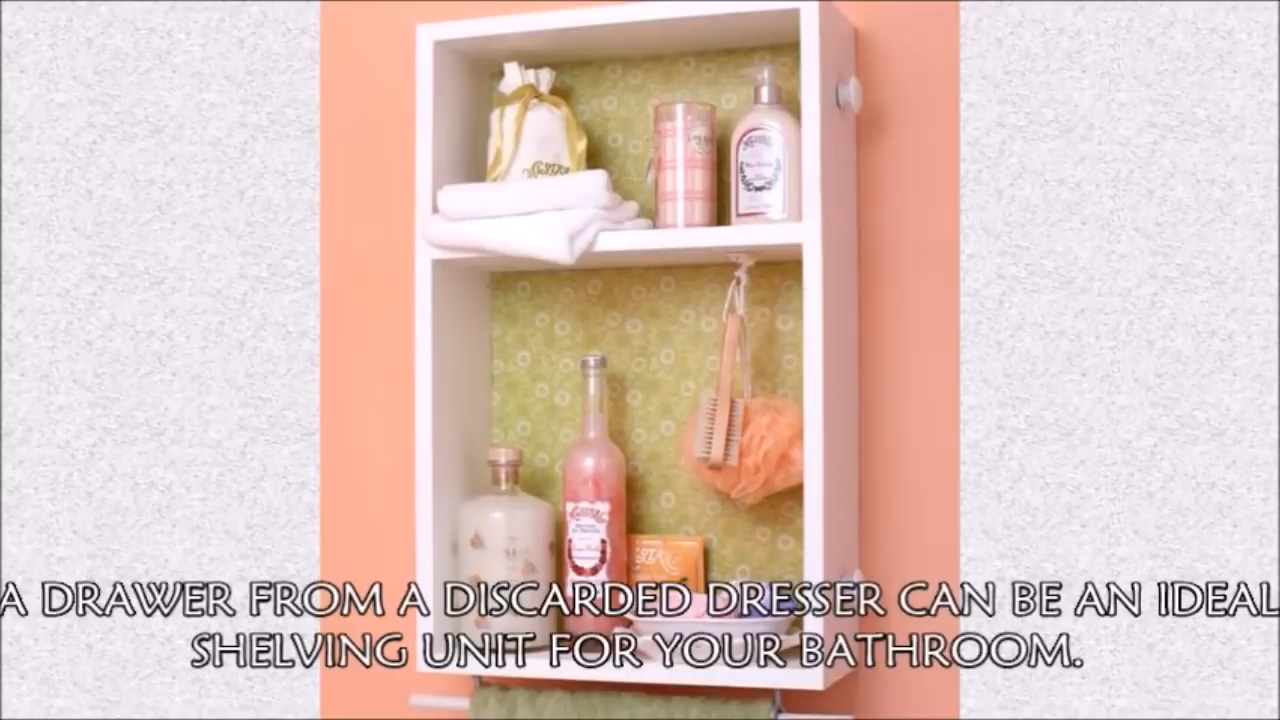 A DRAWER FROM A DISCARDED DRESSER CAN BE AN IDEAL
SHELVING UNIT FOR YOUR BATHROOM.